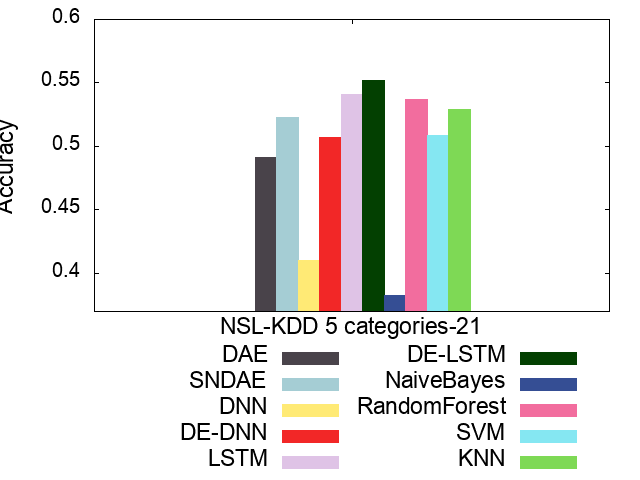 0.6
0.55
0.5
0.45
0.4
Accuracy
NSL-KDD 5 categories-21
DAE
SNDAE
DNN
DE-DNN
LSTM
DE-LSTM
NaiveBayes
RandomForest
SVM
KNN